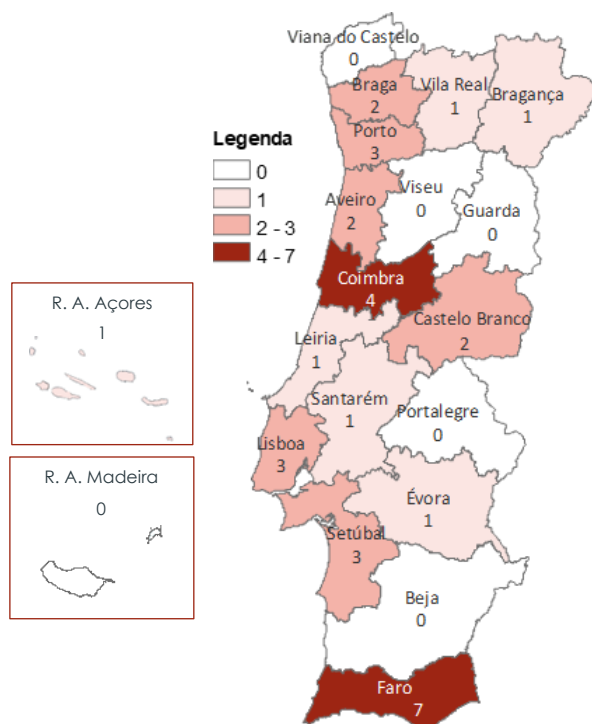 Viana do Castelo
0
Braga
2
Vila Real
1
Bragança
1
Porto
3
Legenda
0
1
2 - 3
4 - 7
Aveiro
2
Viseu
0
Guarda
0
Coimbra
4
R. A. Açores
1
Leiria
1
Castelo Branco
2
Santarém
1
Portalegre
0
Lisboa
3
R. A. Madeira
0
Évora
1
Setúbal
3
Beja
0
Faro
7